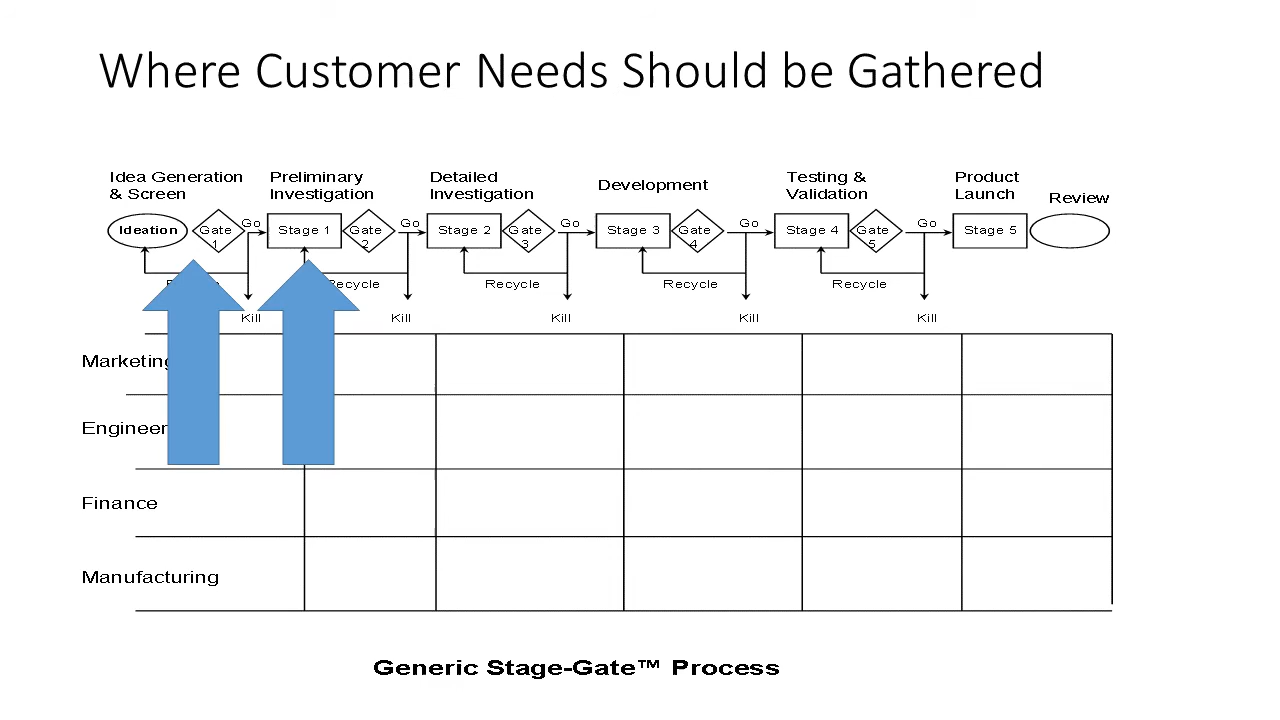 Where Customer Needs Should be Gathered
Idea Generation
& Screen
Preliminary
Investigation
Detailed
Investigation
Development
Testing &
Validation
Product
Launch
Review
Ideation
Gate
1
Go
Stage 1
Gate
2
Go
Stage 2
Gate
3
Go
Stage 3
Gate
4
Go
Stage 4
Gate
5
Go
Stage 5
Recycle
Recycle
Recycle
Recycle
Kill
Kill
Kill
Kill
Kill
Marketing
Engineer
Finance
Manufacturing
Generic Stage-Gate™ Process